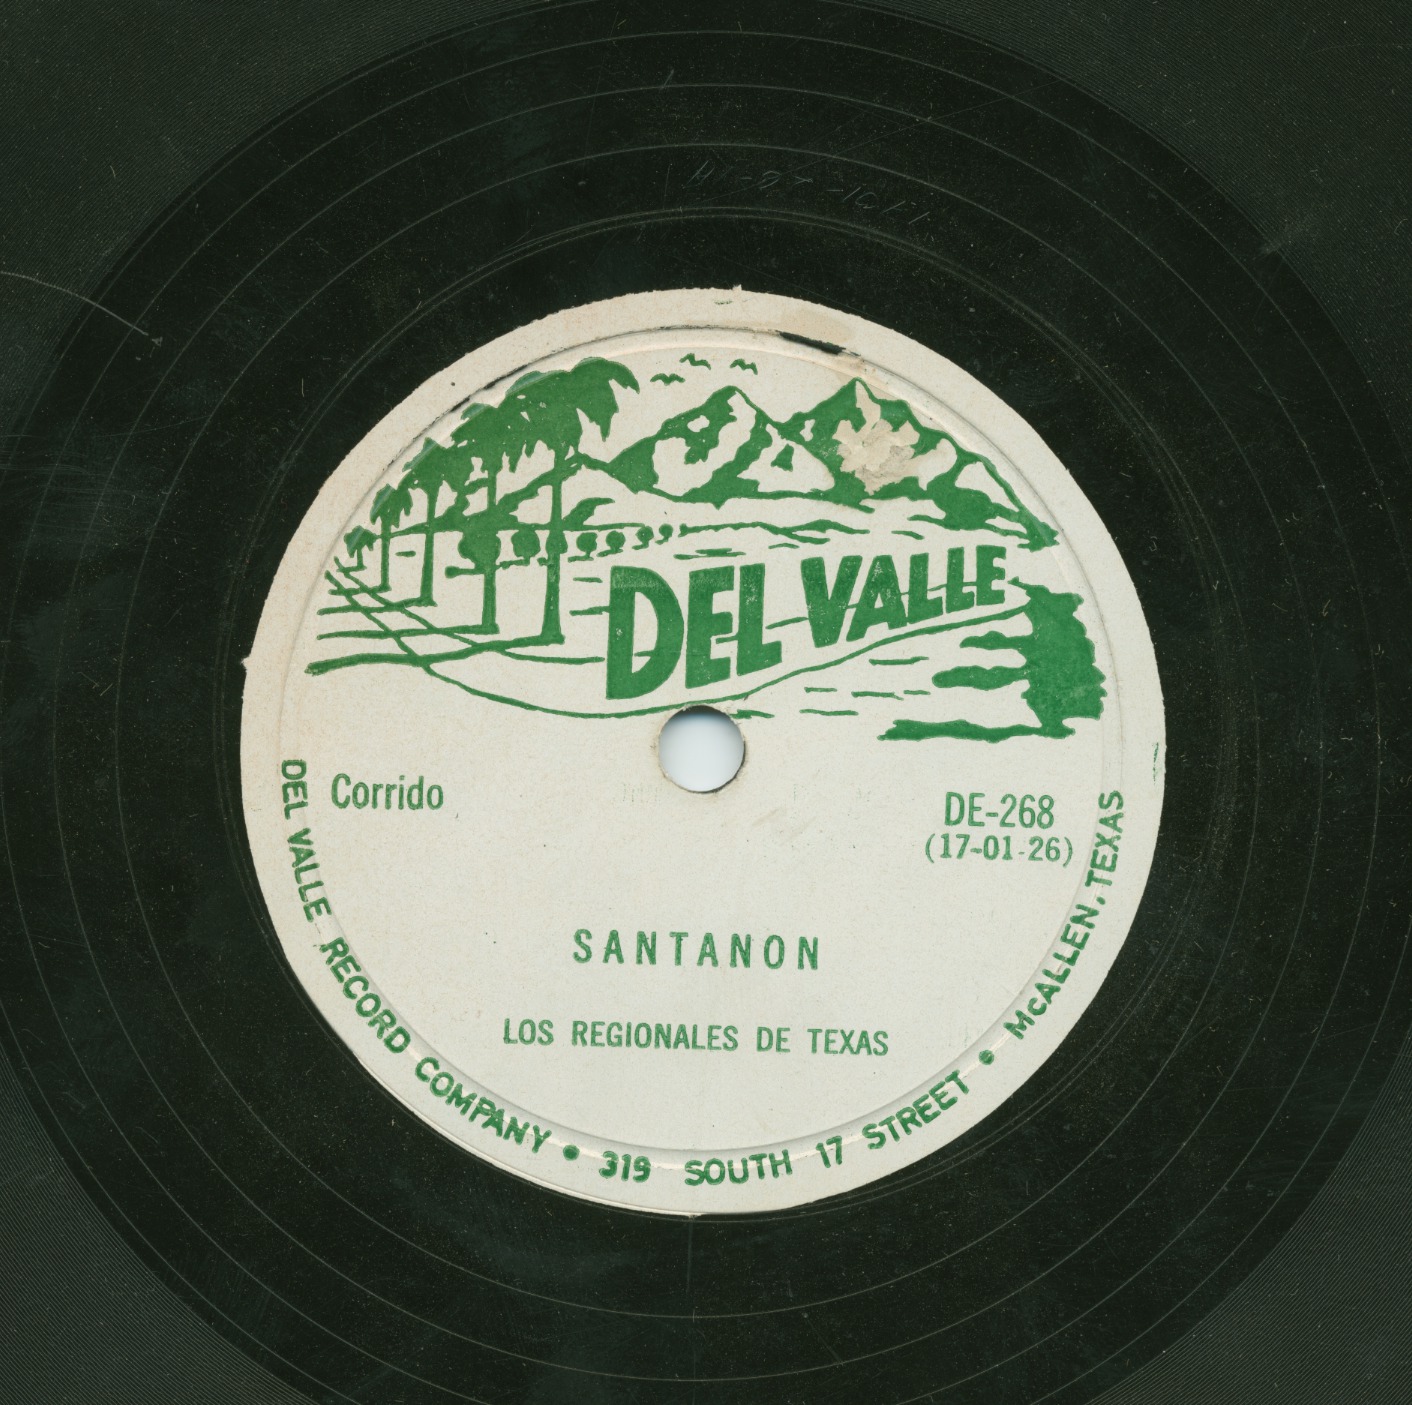 DEL VALLE
Corrido
DE-268
(17-01-26)
SANTANON
LOS REGIONALES DE TEXAS
DEL VALLE RECORD COMPANY • 319 SOUTH 17 STREET • McALLEN, TEXAS